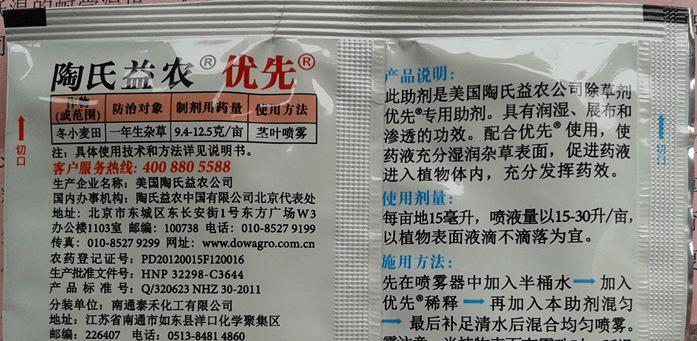 陶氏益农® 优先®
作物
(或范围) 防治对象 制剂用药量 使用方法
冬小麦田 一年生杂草 9.4-12.5克/亩 茎叶喷雾
注：具体使用技术和方法详见说明书。
客户服务热线：400 880 5588
生产企业名称：美国陶氏益农公司
国内办事机构：陶氏益农中国有限公司北京代表处
地址：北京市东城区东长安街1号东方广场W3
办公楼1103室 邮编：100738 电话：010-8527 9199
传真：010-8527 9299 网址：www.dowagro.com.cn
农药登记证号：PD20120015F120016
生产批准文件号：HNP 32298-C3644
产品标准号：Q/320623 NHZ 30-2011
分装单位：南通泰禾化工有限公司
地址：江苏省南通市如东县洋口化学聚集区
邮编：226407 电话：0513-8481 4860
切口
产品说明：
此助剂是美国陶氏益农公司除草剂
优先®专用助剂。具有润湿、展布和
渗透的功效。配合优先®使用，使
药液充分湿润杂草表面，促进药液
进入植物体内，充分发挥药效。
使用剂量：
每亩地15毫升，喷液量以15-30升/亩，
以植物表面液滴不滴落为宜。
施用方法：
先在喷雾器中加入半桶水→加入
优先®稀释→再加入本助剂混匀
→最后补足清水后混合均匀喷雾。
切口